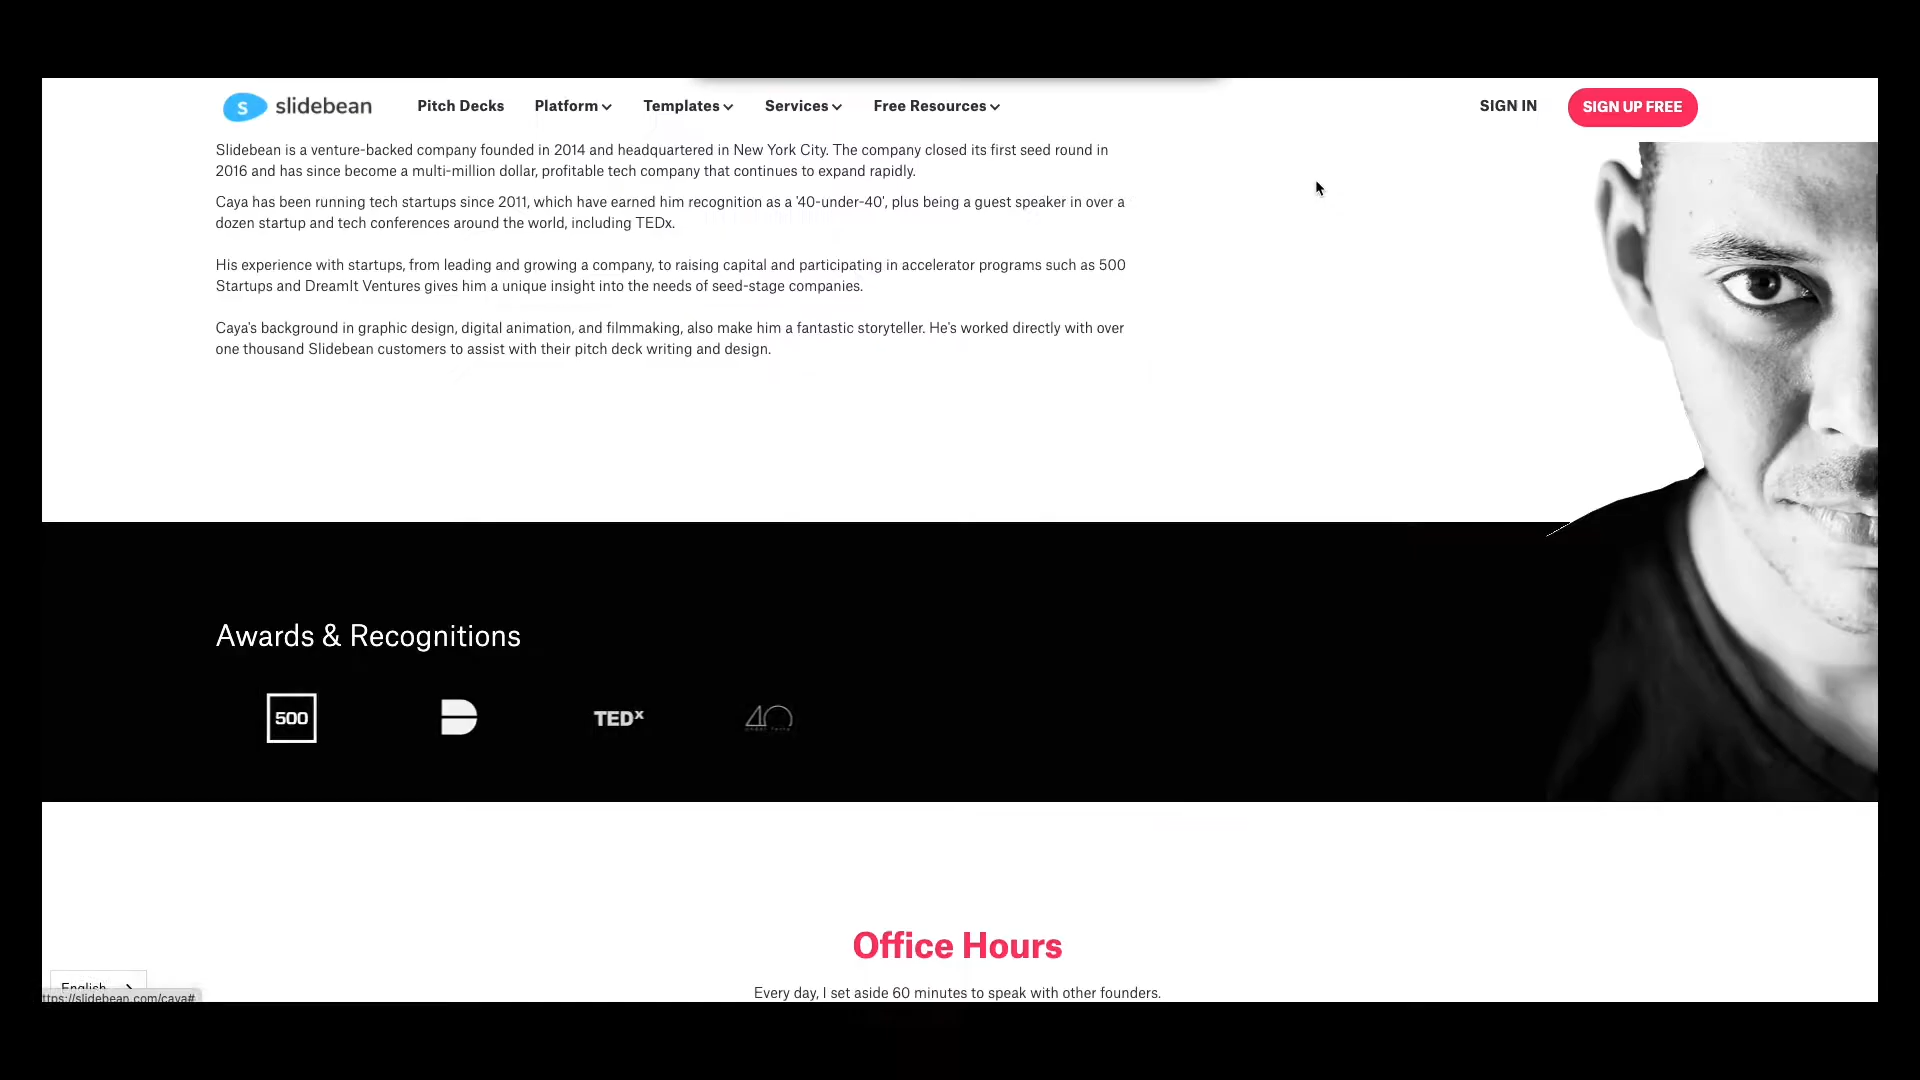 slidebean
Pitch Decks Platform Templates Services Free Resources SIGN IN SIGN UP FREE
Slidebean is a venture-backed company founded in 2014 and headquartered in New York City. The company closed its first seed round in
2016 and has since become a multi-million dollar, profitable tech company that continues to expand rapidly.
Caya has been running tech startups since 2011, which have earned him recognition as a '40-under-40', plus being a guest speaker in over a
dozen startup and tech conferences around the world, including TEDx.
His experience with startups, from leading and growing a company, to raising capital and participating in accelerator programs such as 500
Startups and DreamIt Ventures gives him a unique insight into the needs of seed-stage companies.
Caya's background in graphic design, digital animation, and filmmaking, also make him a fantastic storyteller. He's worked directly with over
one thousand Slidebean customers to assist with their pitch deck writing and design.
Awards & Recognitions
500 TEDx 40
Office Hours
Every day, I set aside 60 minutes to speak with other founders.
English
ttps://slidebean.com/caya#